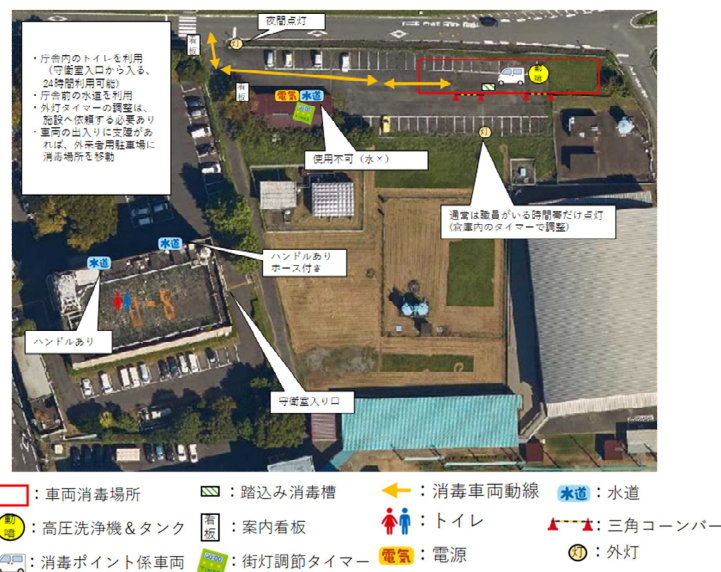 夜間点灯
看板
灯
・庁舎内のトイレを利用
（守衛室入口から入る、
24時間利用可能）
・庁舎前の水道を利用
・外灯タイマーの調整は、
施設へ依頼する必要あり
・車両の出入りに支障があ
れば、外来者用駐車場に
消毒場所を移動
動噴
看板
電気
水道
灯
使用不可（水×）
通常は職員がいる時間帯だけ点灯
(倉庫内のタイマーで調整)
水道
ハンドルあり
ホース付き
水道
ハンドルあり
守衛室入り口
：車両消毒場所
：踏込み消毒槽
：消毒車両動線
水道
：水道
動噴
：高圧洗浄機＆タンク
看板
：案内看板
：トイレ
：三角コーンバー
：消毒ポイント係車両
：街灯調節タイマー
電気
：電源
灯
：外灯